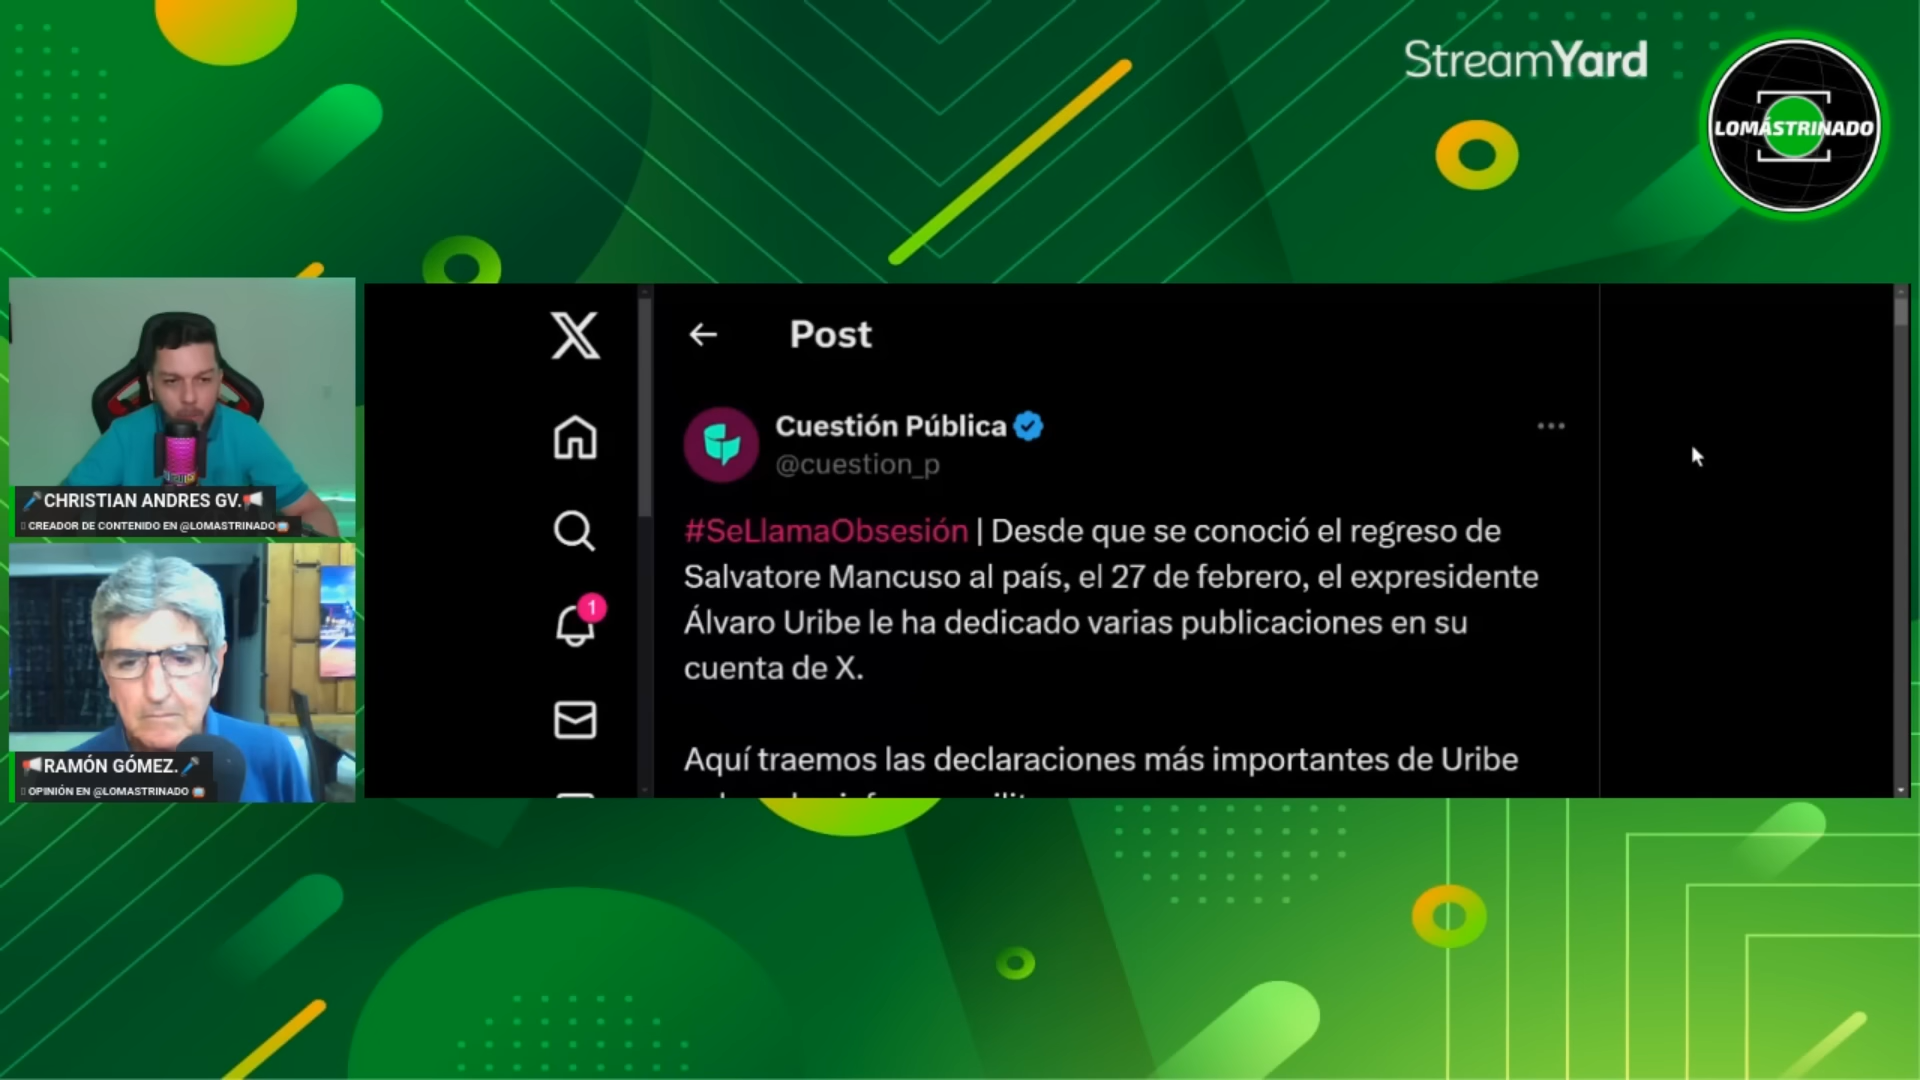 StreamYard
LOMÁSTRINADO
Post
Cuestión Pública
@cuestion_p
#SeLlamaObsesión | Desde que se conoció el regreso de
Salvatore Mancuso al país, el 27 de febrero, el expresidente
Álvaro Uribe le ha dedicado varias publicaciones en su
cuenta de X.
Aquí traemos las declaraciones más importantes de Uribe
1
CHRISTIAN ANDRES GV.
CREADOR DE CONTENIDO EN @LOMASTRINADO
RAMÓN GÓMEZ.
OPINIÓN EN @LOMASTRINADO